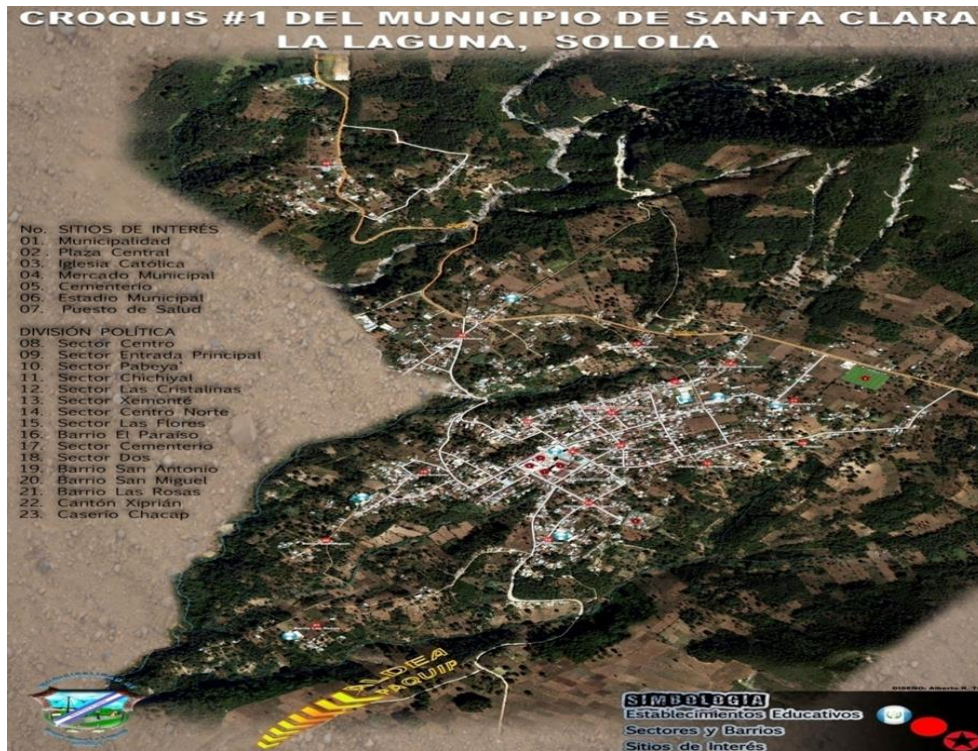 CROQUIS #1 DEL MUNICIPIO DE SANTA CLARA
LA LAGUNA, SOLOLÁ
No. SITIOS DE INTERÉS
01. Municipalidad
02. Plaza Central
03. Iglesia Católica
04. Mercado Municipal
05. Cementerio
06. Estadio Municipal
07. Puesto de Salud
DIVISIÓN POLÍTICA
08. Sector Centro
09. Sector Entrada Principal
10. Sector Pabeya'
11. Sector Chichiyal
12. Sector Las Cristalinas
13. Sector Xemonté
14. Sector Centro Norte
15. Sector Las Flores
16. Barrio El Paraíso
17. Sector Cementerio
18. Sector Dos
19. Barrio San Antonio
20. Barrio San Miguel
21. Barrio Las Rosas
22. Cantón Xiprián
23. Caserío Chacap
ALDEA
PAQUIP
DISEÑO: Alberto R.
SIMBOLOGIA
Establecimientos Educativos
Sectores y Barrios
Sitios de Interés